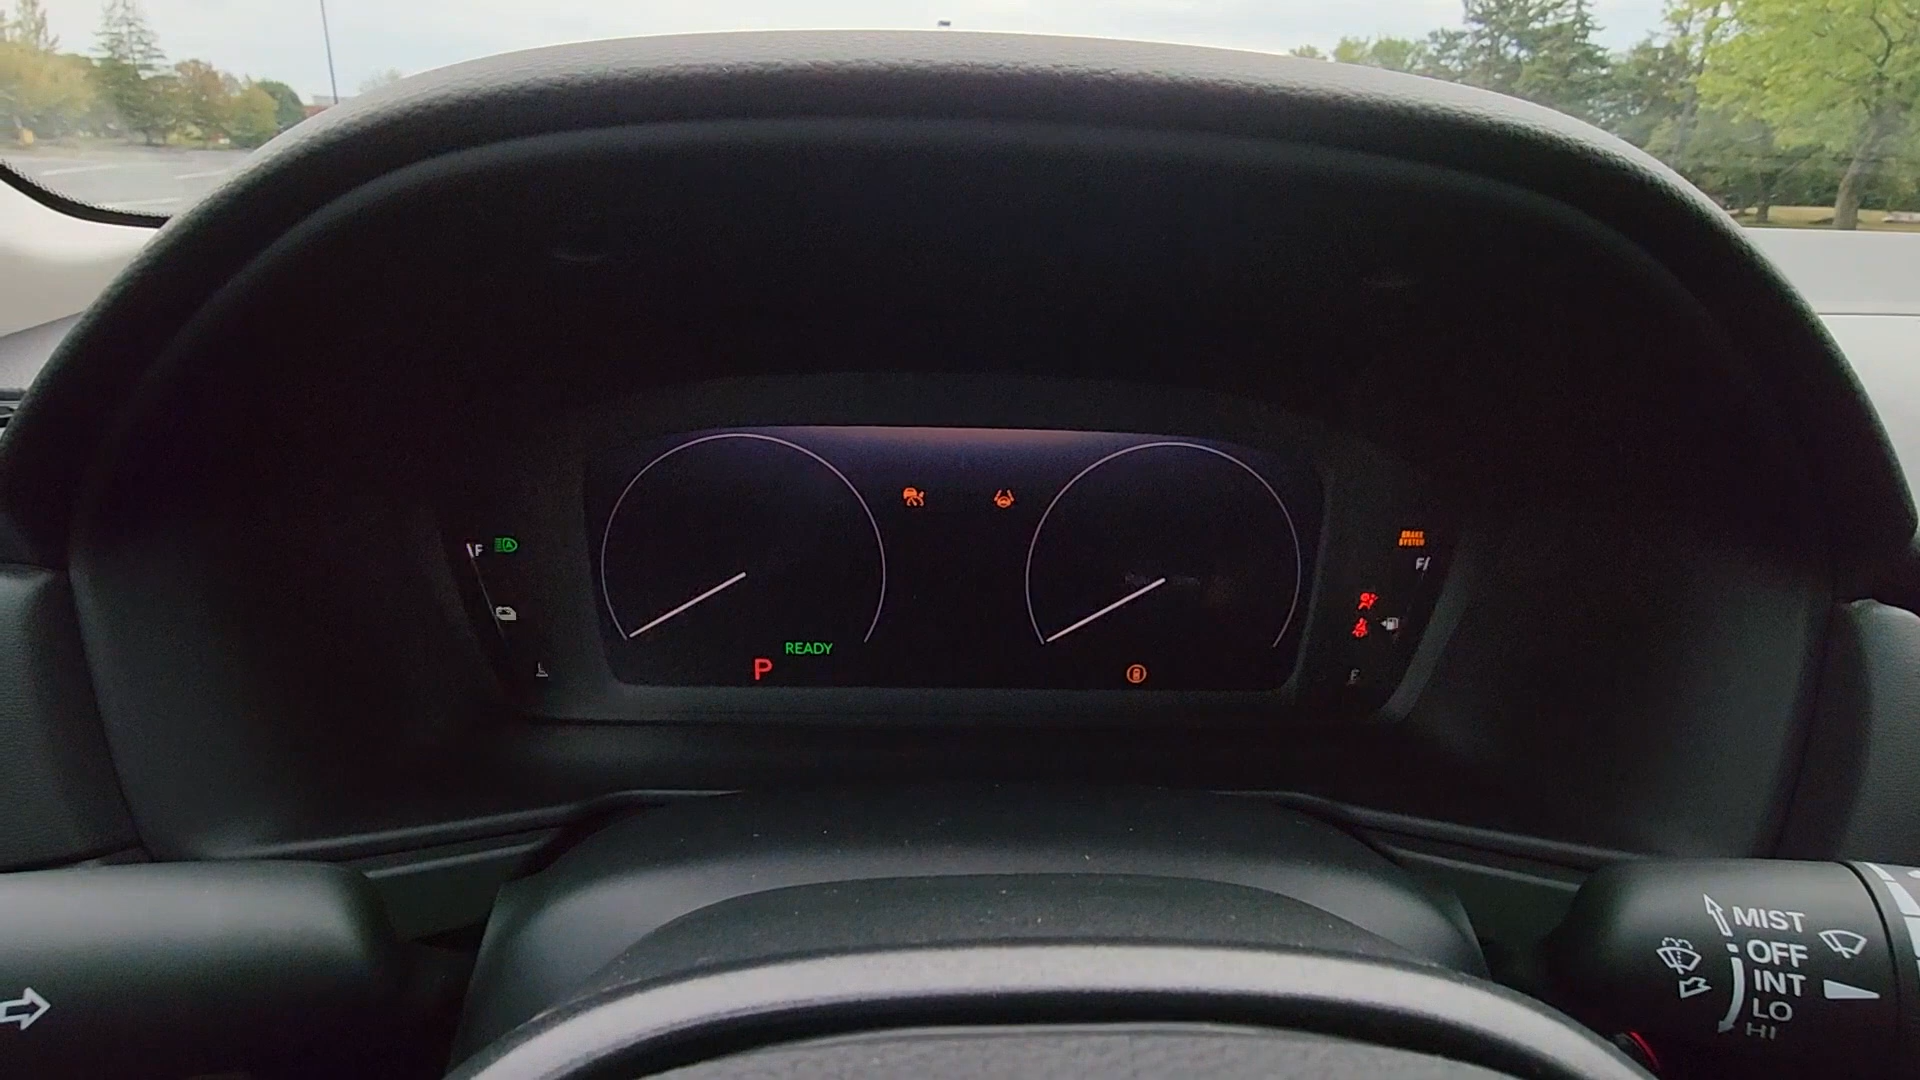 F
A
BRAKE
SYSTEM
F
READY
P
E
MIST
OFF
INT
LO
HI